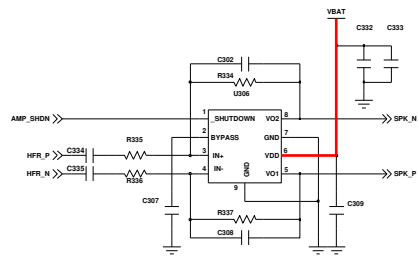 VBAT
C332 C333
C302
R334
U306
AMP_SHDN 1 _SHUTDOWN VO2 8 SPK_N
2 BYPASS GND 7
R335
HFR_P C334 3 IN+ VDD 6
HFR_N C335 4 IN- GND VO1 5 SPK_P
R336
9
C307 R337 C309
C308